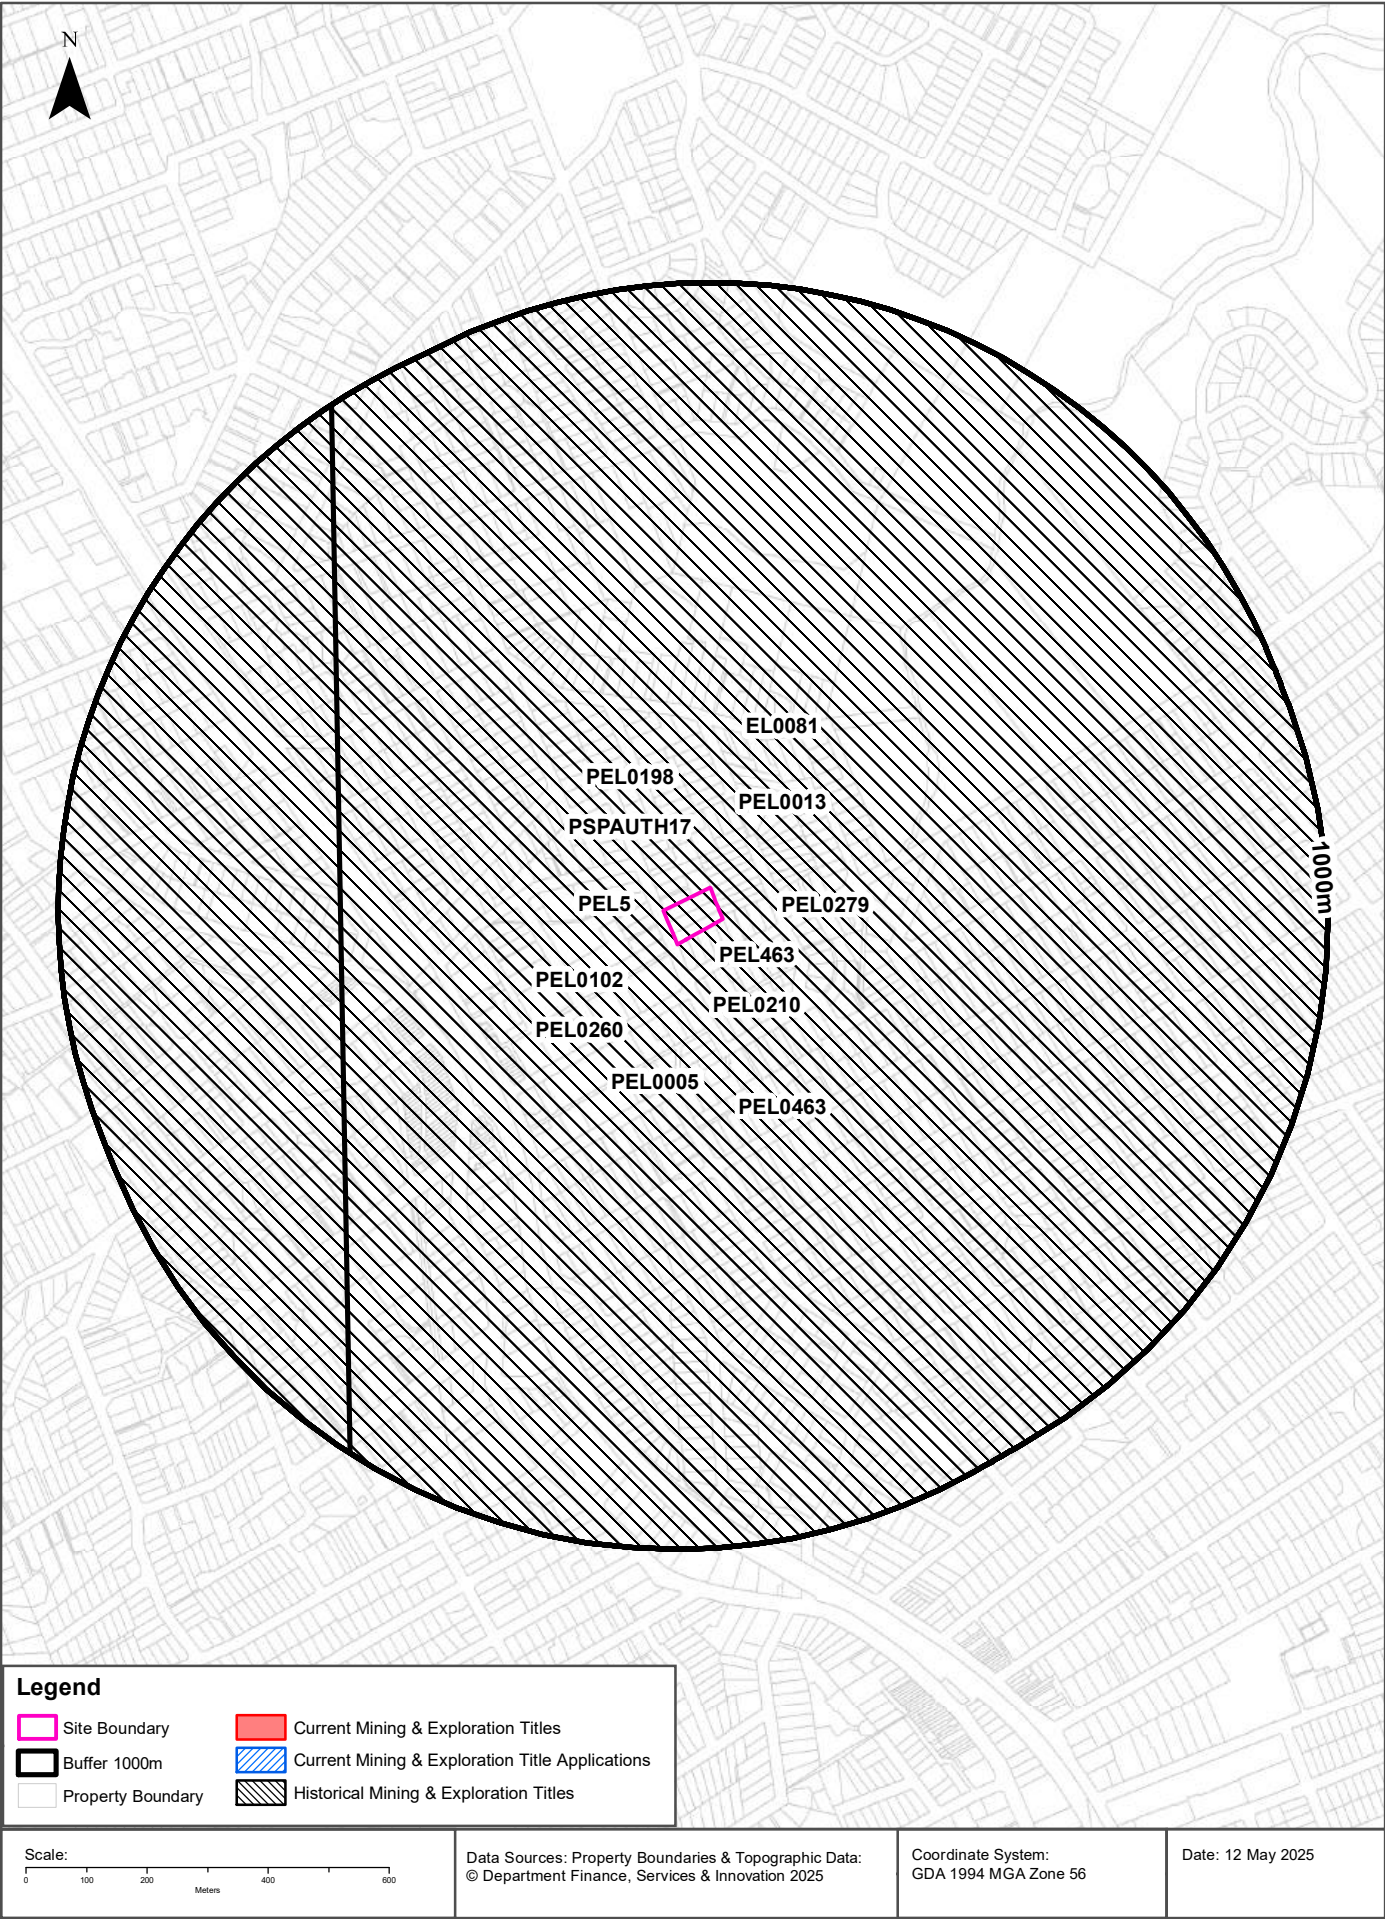 N
EL0081
PEL0198
PEL0013
PSPAUTH17
1000m
PEL5
PEL0279
PEL463
PEL0102
PEL0210
PEL0260
PEL0005
PEL0463
Legend
Site Boundary
Buffer 1000m
Property Boundary
Current Mining & Exploration Titles
Current Mining & Exploration Title Applications
Historical Mining & Exploration Titles
Scale:
0 100 200 400 600
Meters
Data Sources: Property Boundaries & Topographic Data:
© Department Finance, Services & Innovation 2025
Coordinate System:
GDA 1994 MGA Zone 56
Date: 12 May 2025